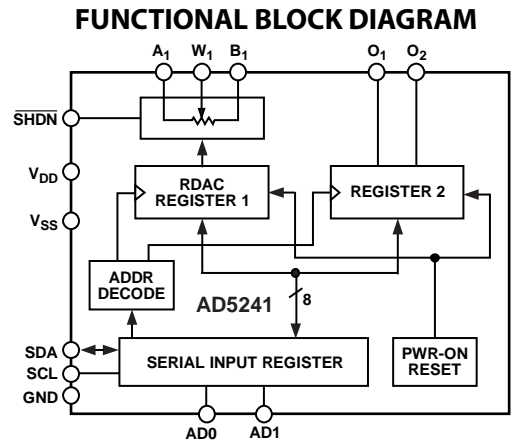 FUNCTIONAL BLOCK DIAGRAM
A1 W1 B1 O1 O2
SHDN
VDD
RDAC
REGISTER 1
REGISTER 2
VSS
ADDR
DECODE
AD5241
8
SDA
SERIAL INPUT REGISTER
PWR-ON
RESET
SCL
GND
AD0 AD1